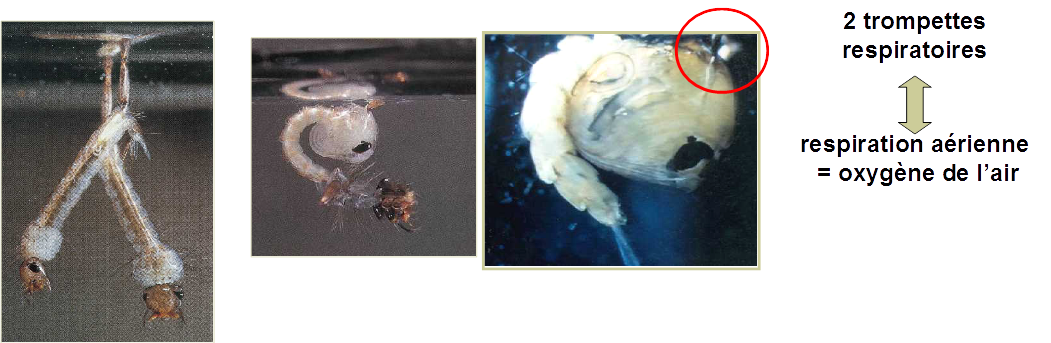 2 trompettes
respiratoires
respiration aérienne
= oxygène de l’air